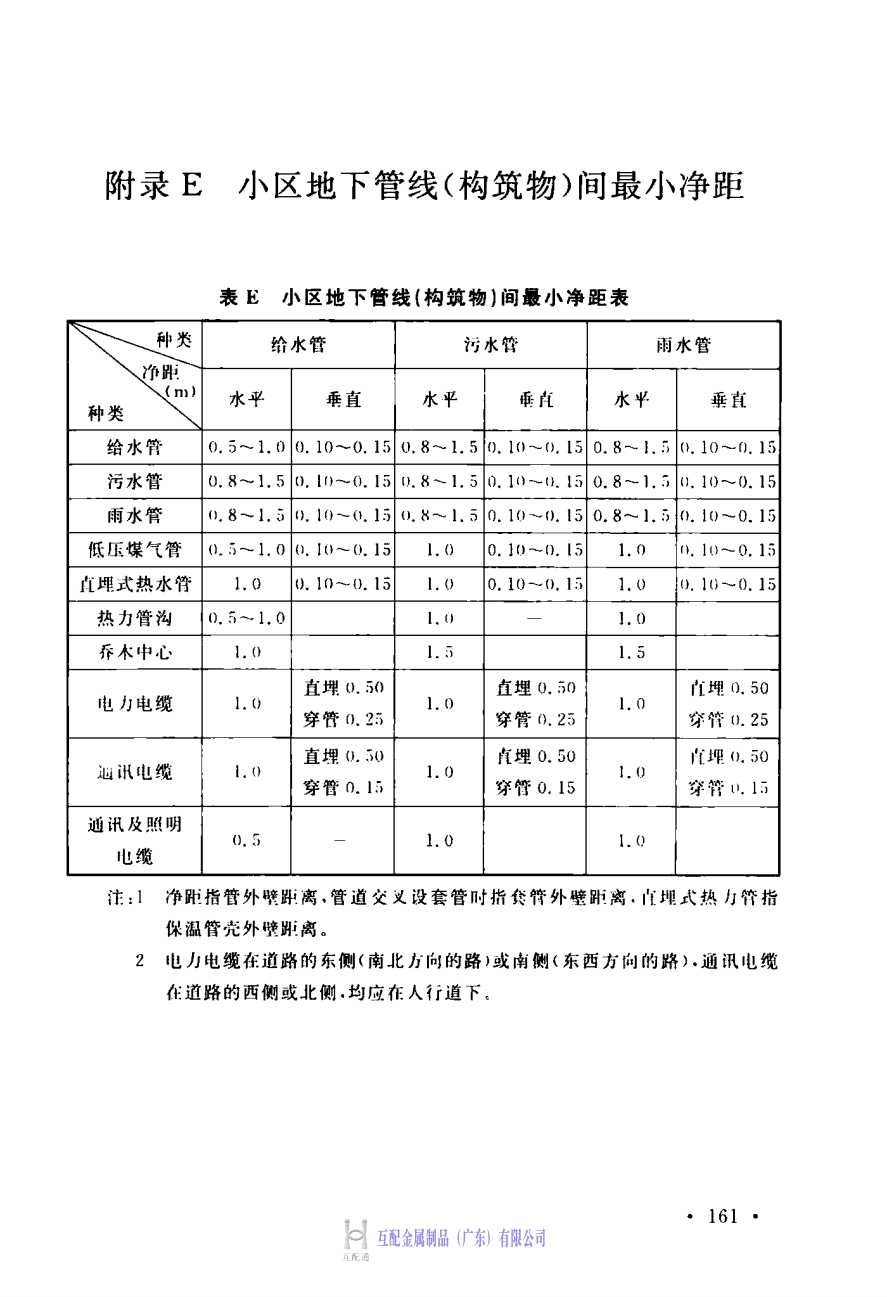 附录 E 小区地下管线(构筑物)间最小净距
表 E 小区地下管线(构筑物)间最小净距表
种类 给水管 污水管 雨水管
净距(m)
种类 水平 垂直 水平 垂直 水平 垂直
给水管 0.5～1.0 0.10～0.15 0.8～1.5 0.10～0.15 0.8～1.5 0.10～0.15
污水管 0.8～1.5 0.10～0.15 0.8～1.5 0.10～0.15 0.8～1.5 0.10～0.15
雨水管 0.8～1.5 0.10～0.15 0.8～1.5 0.10～0.15 0.8～1.5 0.10～0.15
低压煤气管 0.5～1.0 0.10～0.15 1.0 0.10～0.15 1.0 0.10～0.15
直埋式热水管 1.0 0.10～0.15 1.0 0.10～0.15 1.0 0.10～0.15
热力管沟 0.5～1.0 1.0 — 1.0
乔木中心 1.0 1.5 1.5
电力电缆 1.0 直埋 0.50 穿管 0.25 1.0 直埋 0.50 穿管 0.25 1.0 直埋 0.50 穿管 0.25
通讯电缆 1.0 直埋 0.50 穿管 0.15 1.0 直埋 0.50 穿管 0.15 1.0 直埋 0.50 穿管 0.15
通讯及照明电缆 0.5 — 1.0 1.0
注:1 净距指管外壁距离,管道交叉设套管时指套管外壁距离,直埋式热力管指
保温管壳外壁距离。
2 电力电缆在道路的东侧(南北方向的路)或南侧(东西方向的路),通讯电缆
在道路的西侧或北侧,均应在人行道下。
• 161 •
互配金属制品（广东）有限公司
互配通